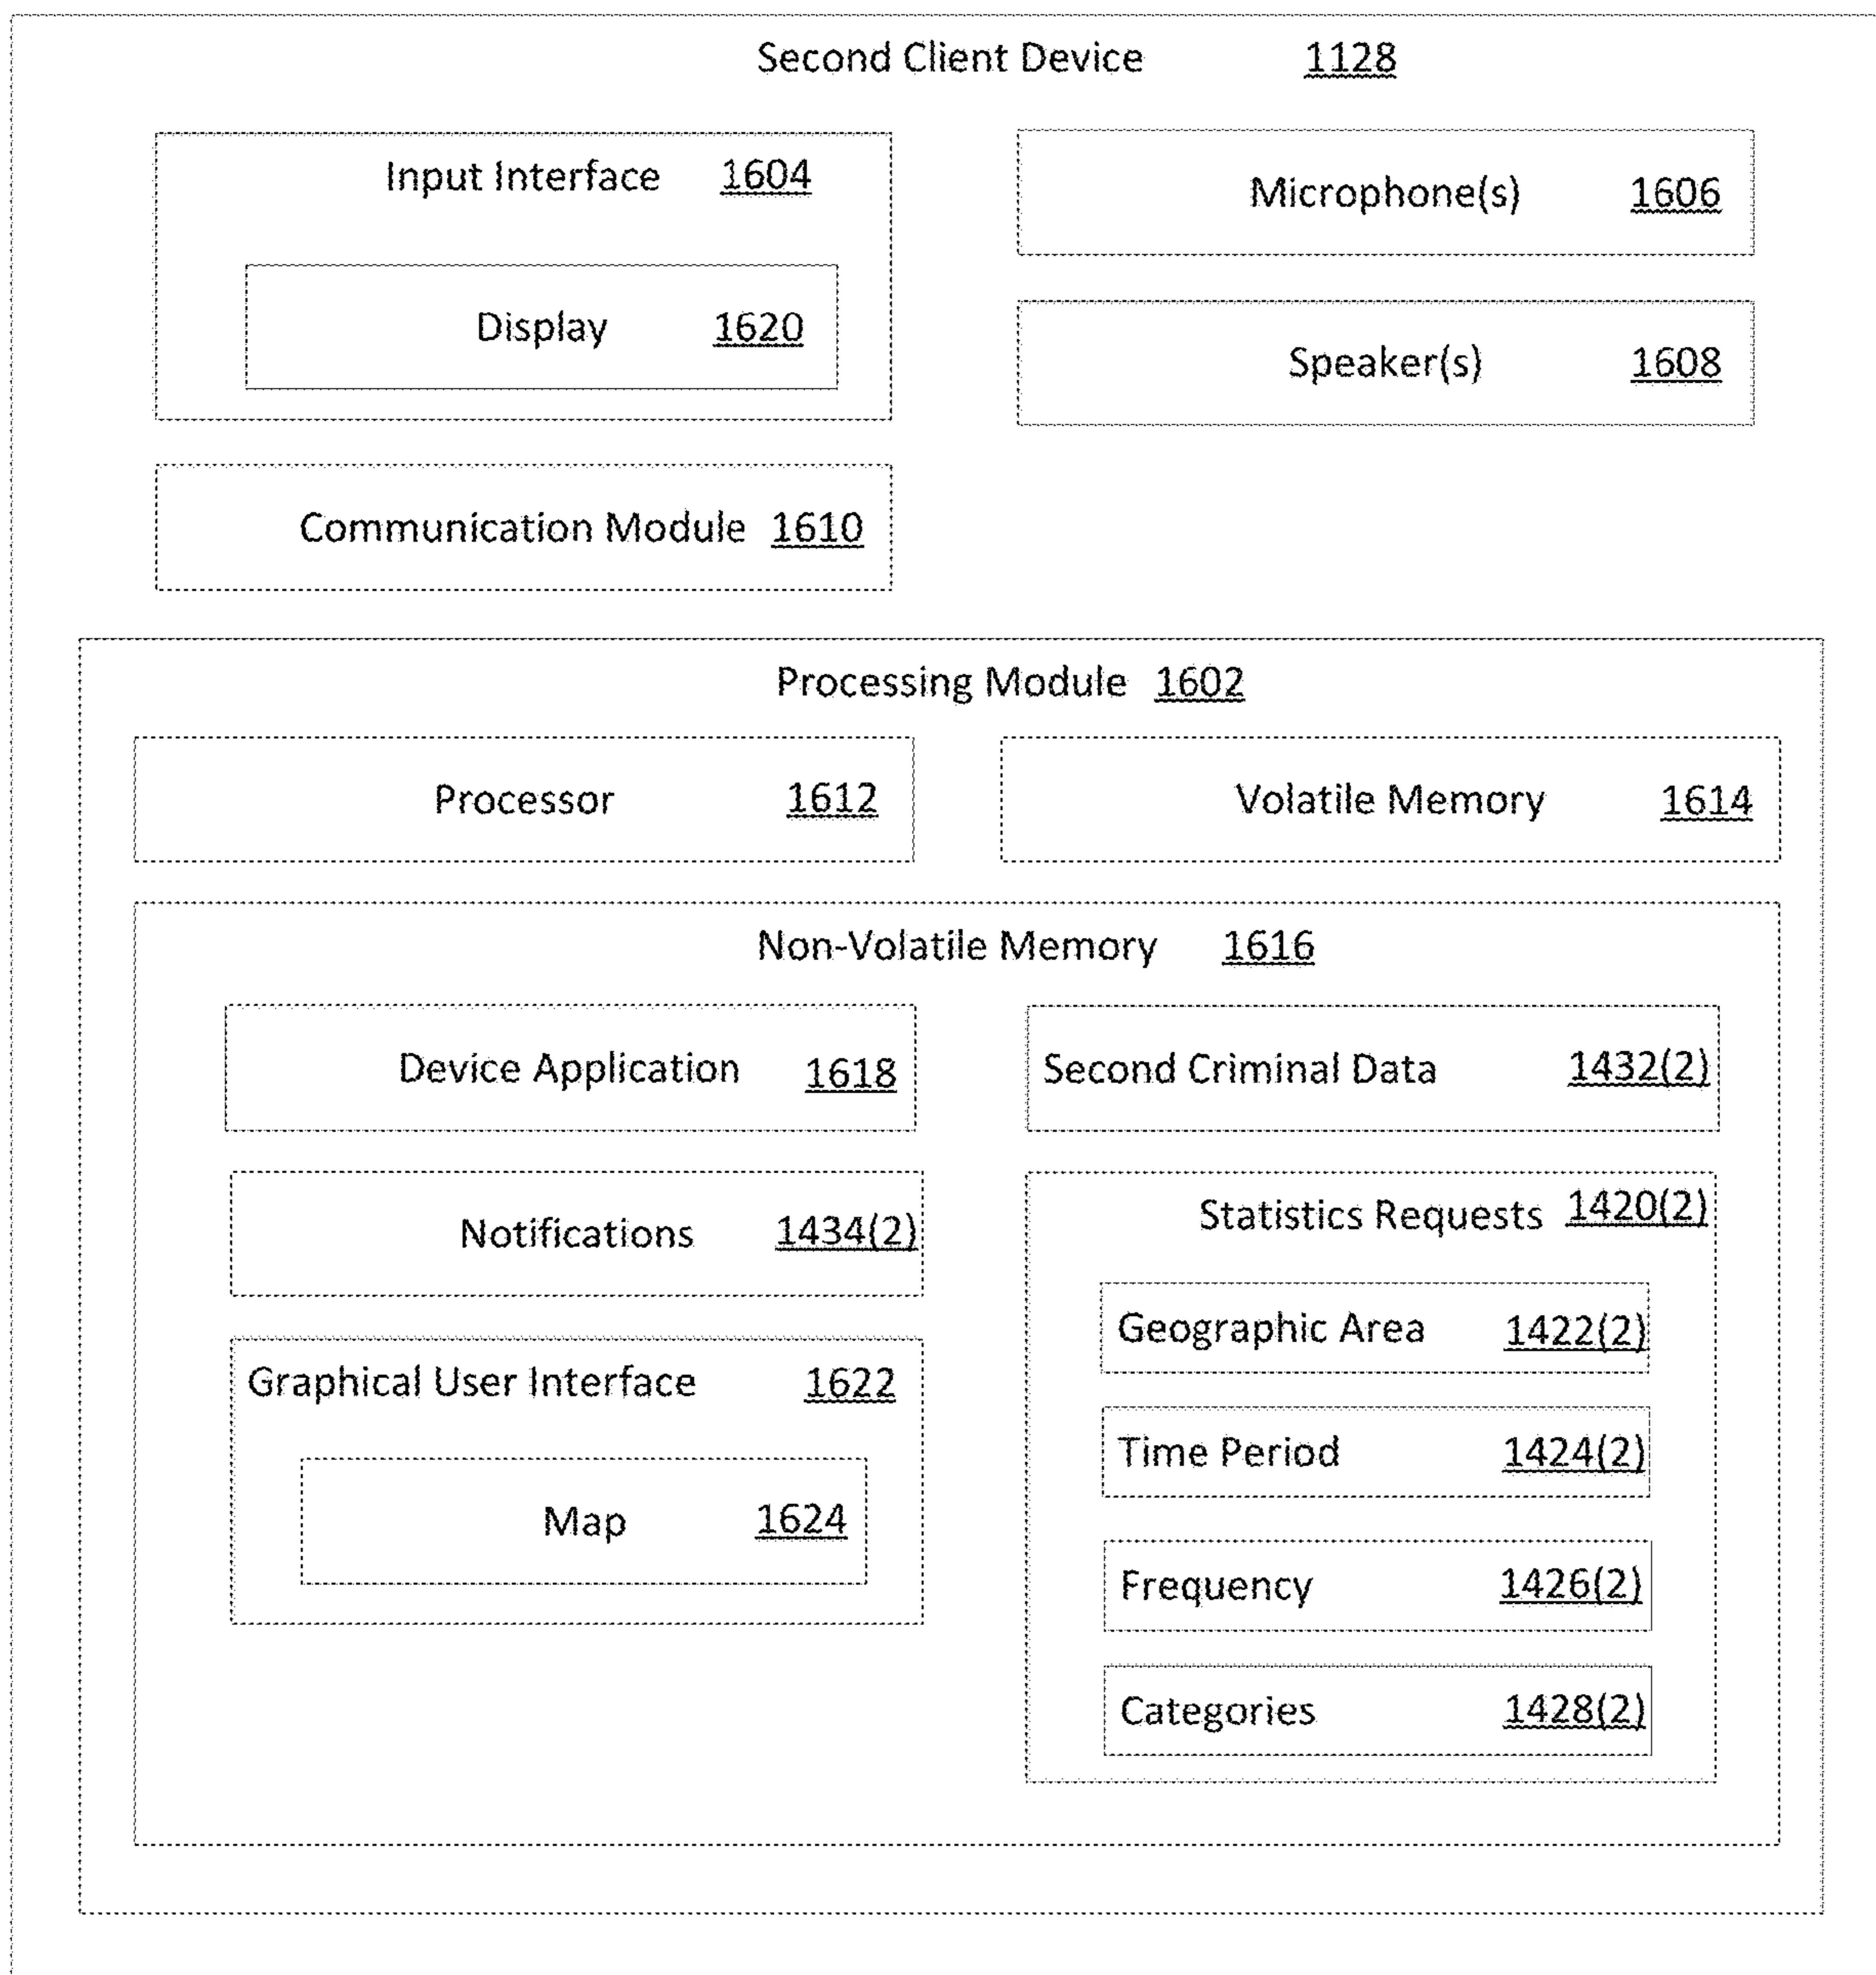 Second Client Device 1128
Input Interface 1604
Display 1620
Microphone(s) 1606
Speaker(s) 1608
Communication Module 1610
Processing Module 1602
Processor 1612
Volatile Memory 1614
Non-Volatile Memory 1616
Device Application 1618
Notifications 1434(2)
Graphical User Interface 1622
Map 1624
Second Criminal Data 1432(2)
Statistics Requests 1420(2)
Geographic Area 1422(2)
Time Period 1424(2)
Frequency 1426(2)
Categories 1428(2)